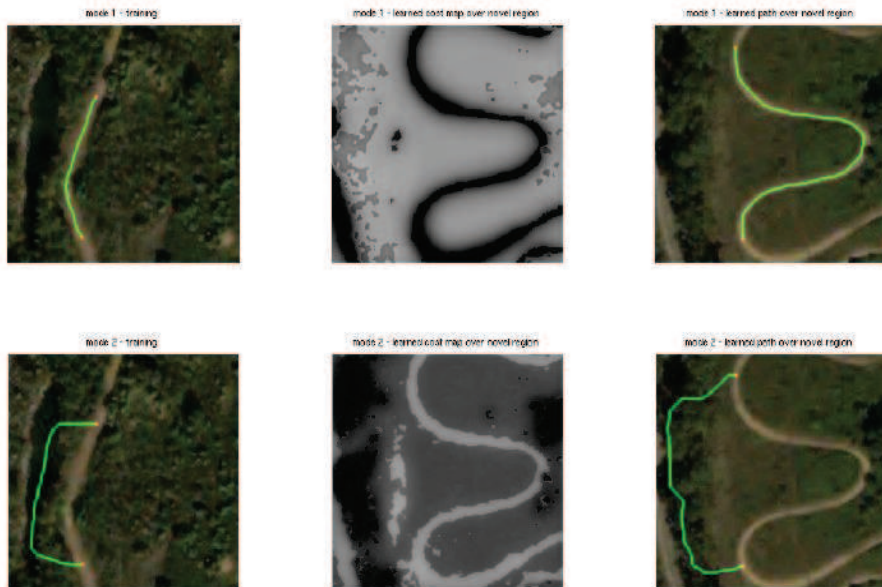 mode 1 - training
mode 1 - learned cost map over novel region
mode 1 - learned path over novel region
mode 2 - training
mode 2 - learned cost map over novel region
mode 2 - learned path over novel region